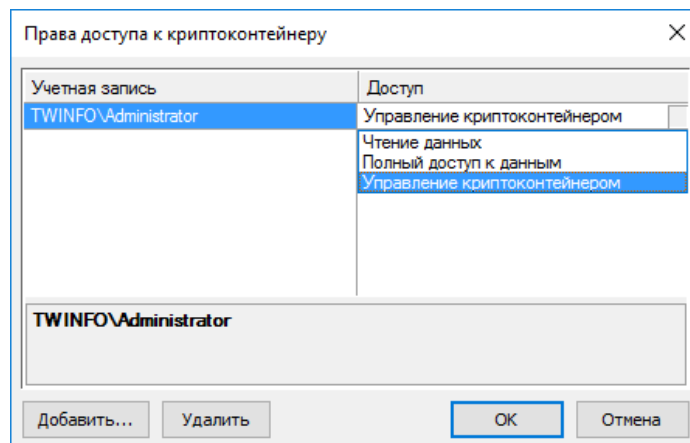 Права доступа к криптоконтейнеру
Учетная запись Доступ
TWINFO\Administrator Управление криптоконтейнером
Чтение данных
Полный доступ к данным
Управление криптоконтейнером
TWINFO\Administrator
Добавить... Удалить OK Отмена